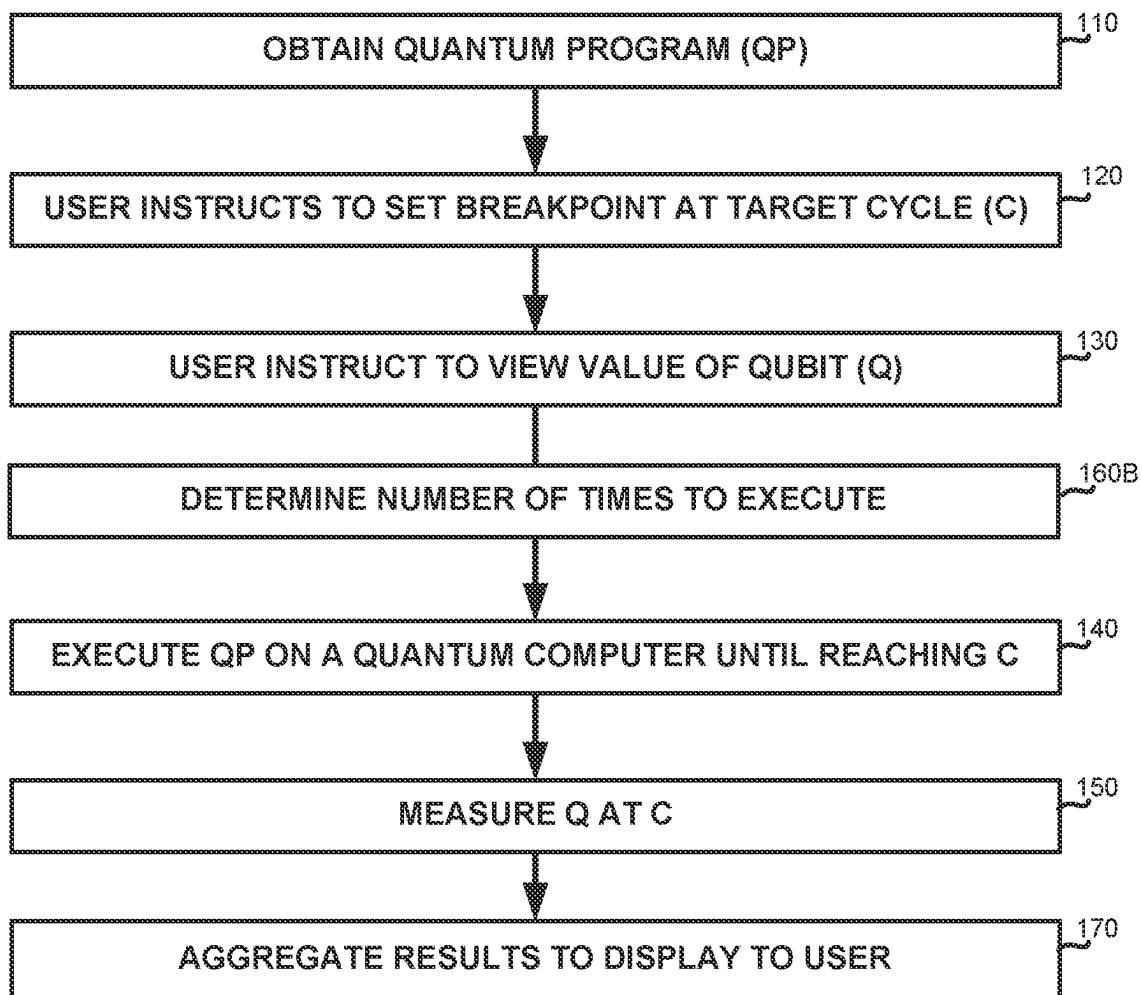 110
OBTAIN QUANTUM PROGRAM (QP)
120
USER INSTRUCTS TO SET BREAKPOINT AT TARGET CYCLE (C)
130
USER INSTRUCT TO VIEW VALUE OF QUBIT (Q)
160B
DETERMINE NUMBER OF TIMES TO EXECUTE
140
EXECUTE QP ON A QUANTUM COMPUTER UNTIL REACHING C
150
MEASURE Q AT C
170
AGGREGATE RESULTS TO DISPLAY TO USER